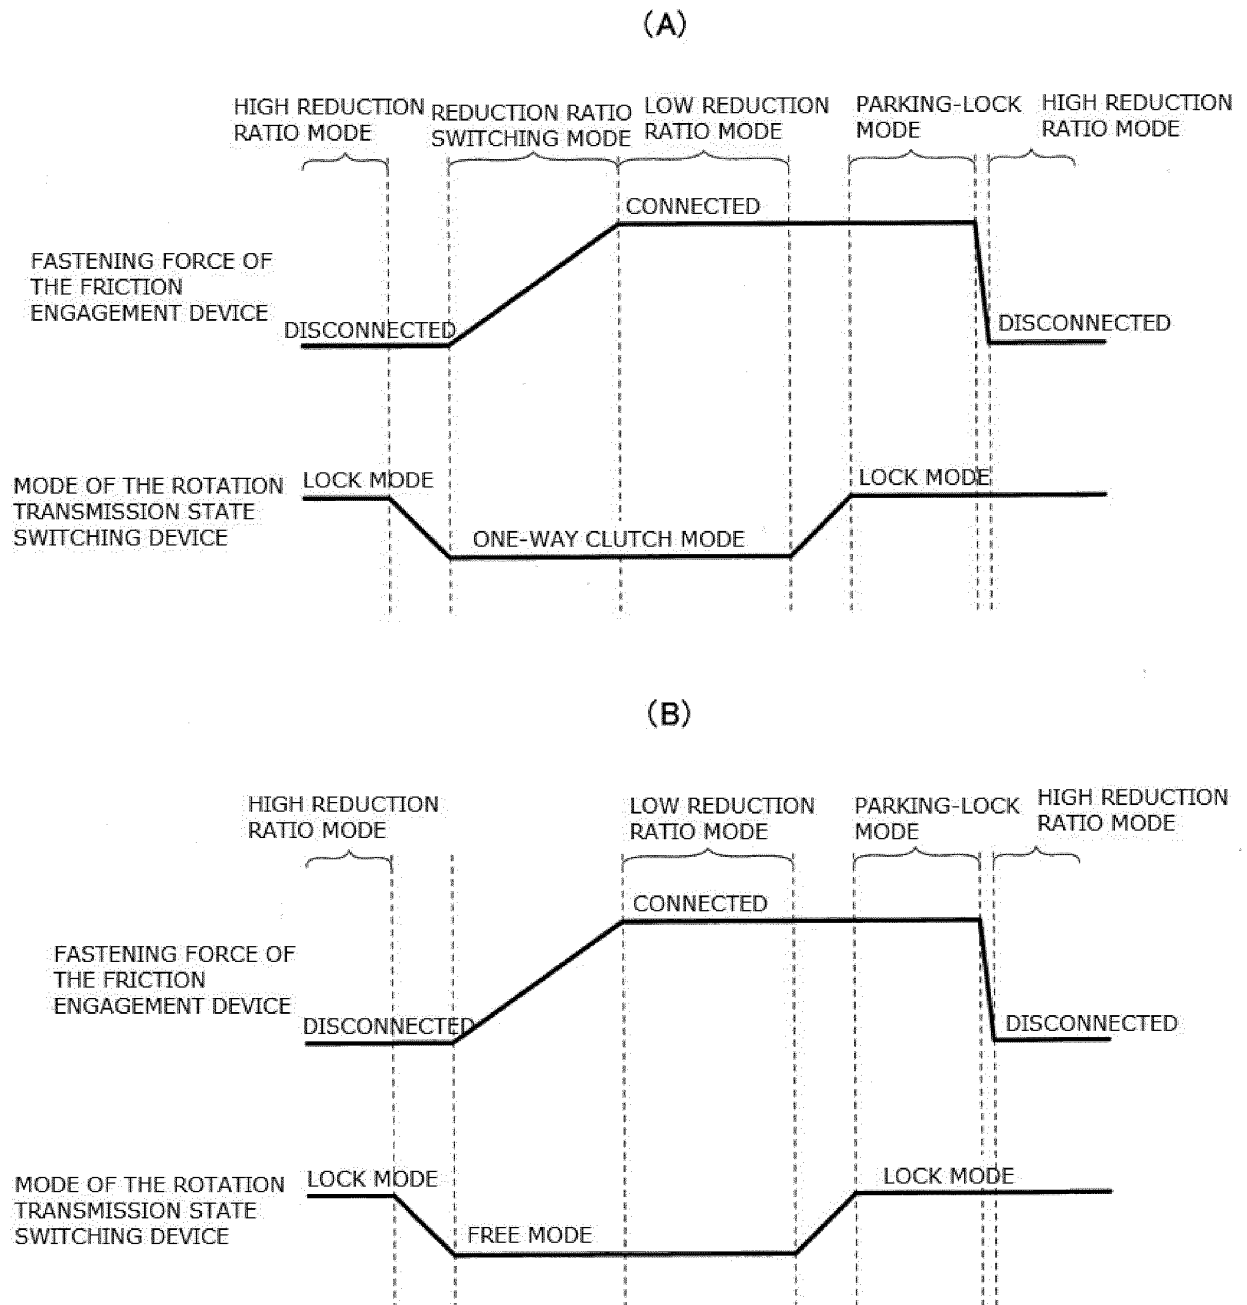 (A)
HIGH REDUCTION
RATIO MODE
REDUCTION RATIO
SWITCHING MODE
LOW REDUCTION
RATIO MODE
PARKING-LOCK
MODE
HIGH REDUCTION
RATIO MODE
CONNECTED
FASTENING FORCE OF
THE FRICTION
ENGAGEMENT DEVICE
DISCONNECTED
DISCONNECTED
MODE OF THE ROTATION
TRANSMISSION STATE
SWITCHING DEVICE
LOCK MODE
ONE-WAY CLUTCH MODE
LOCK MODE
(B)
HIGH REDUCTION
RATIO MODE
LOW REDUCTION
RATIO MODE
PARKING-LOCK
MODE
HIGH REDUCTION
RATIO MODE
CONNECTED
FASTENING FORCE OF
THE FRICTION
ENGAGEMENT DEVICE
DISCONNECTED
DISCONNECTED
MODE OF THE ROTATION
TRANSMISSION STATE
SWITCHING DEVICE
LOCK MODE
FREE MODE
LOCK MODE